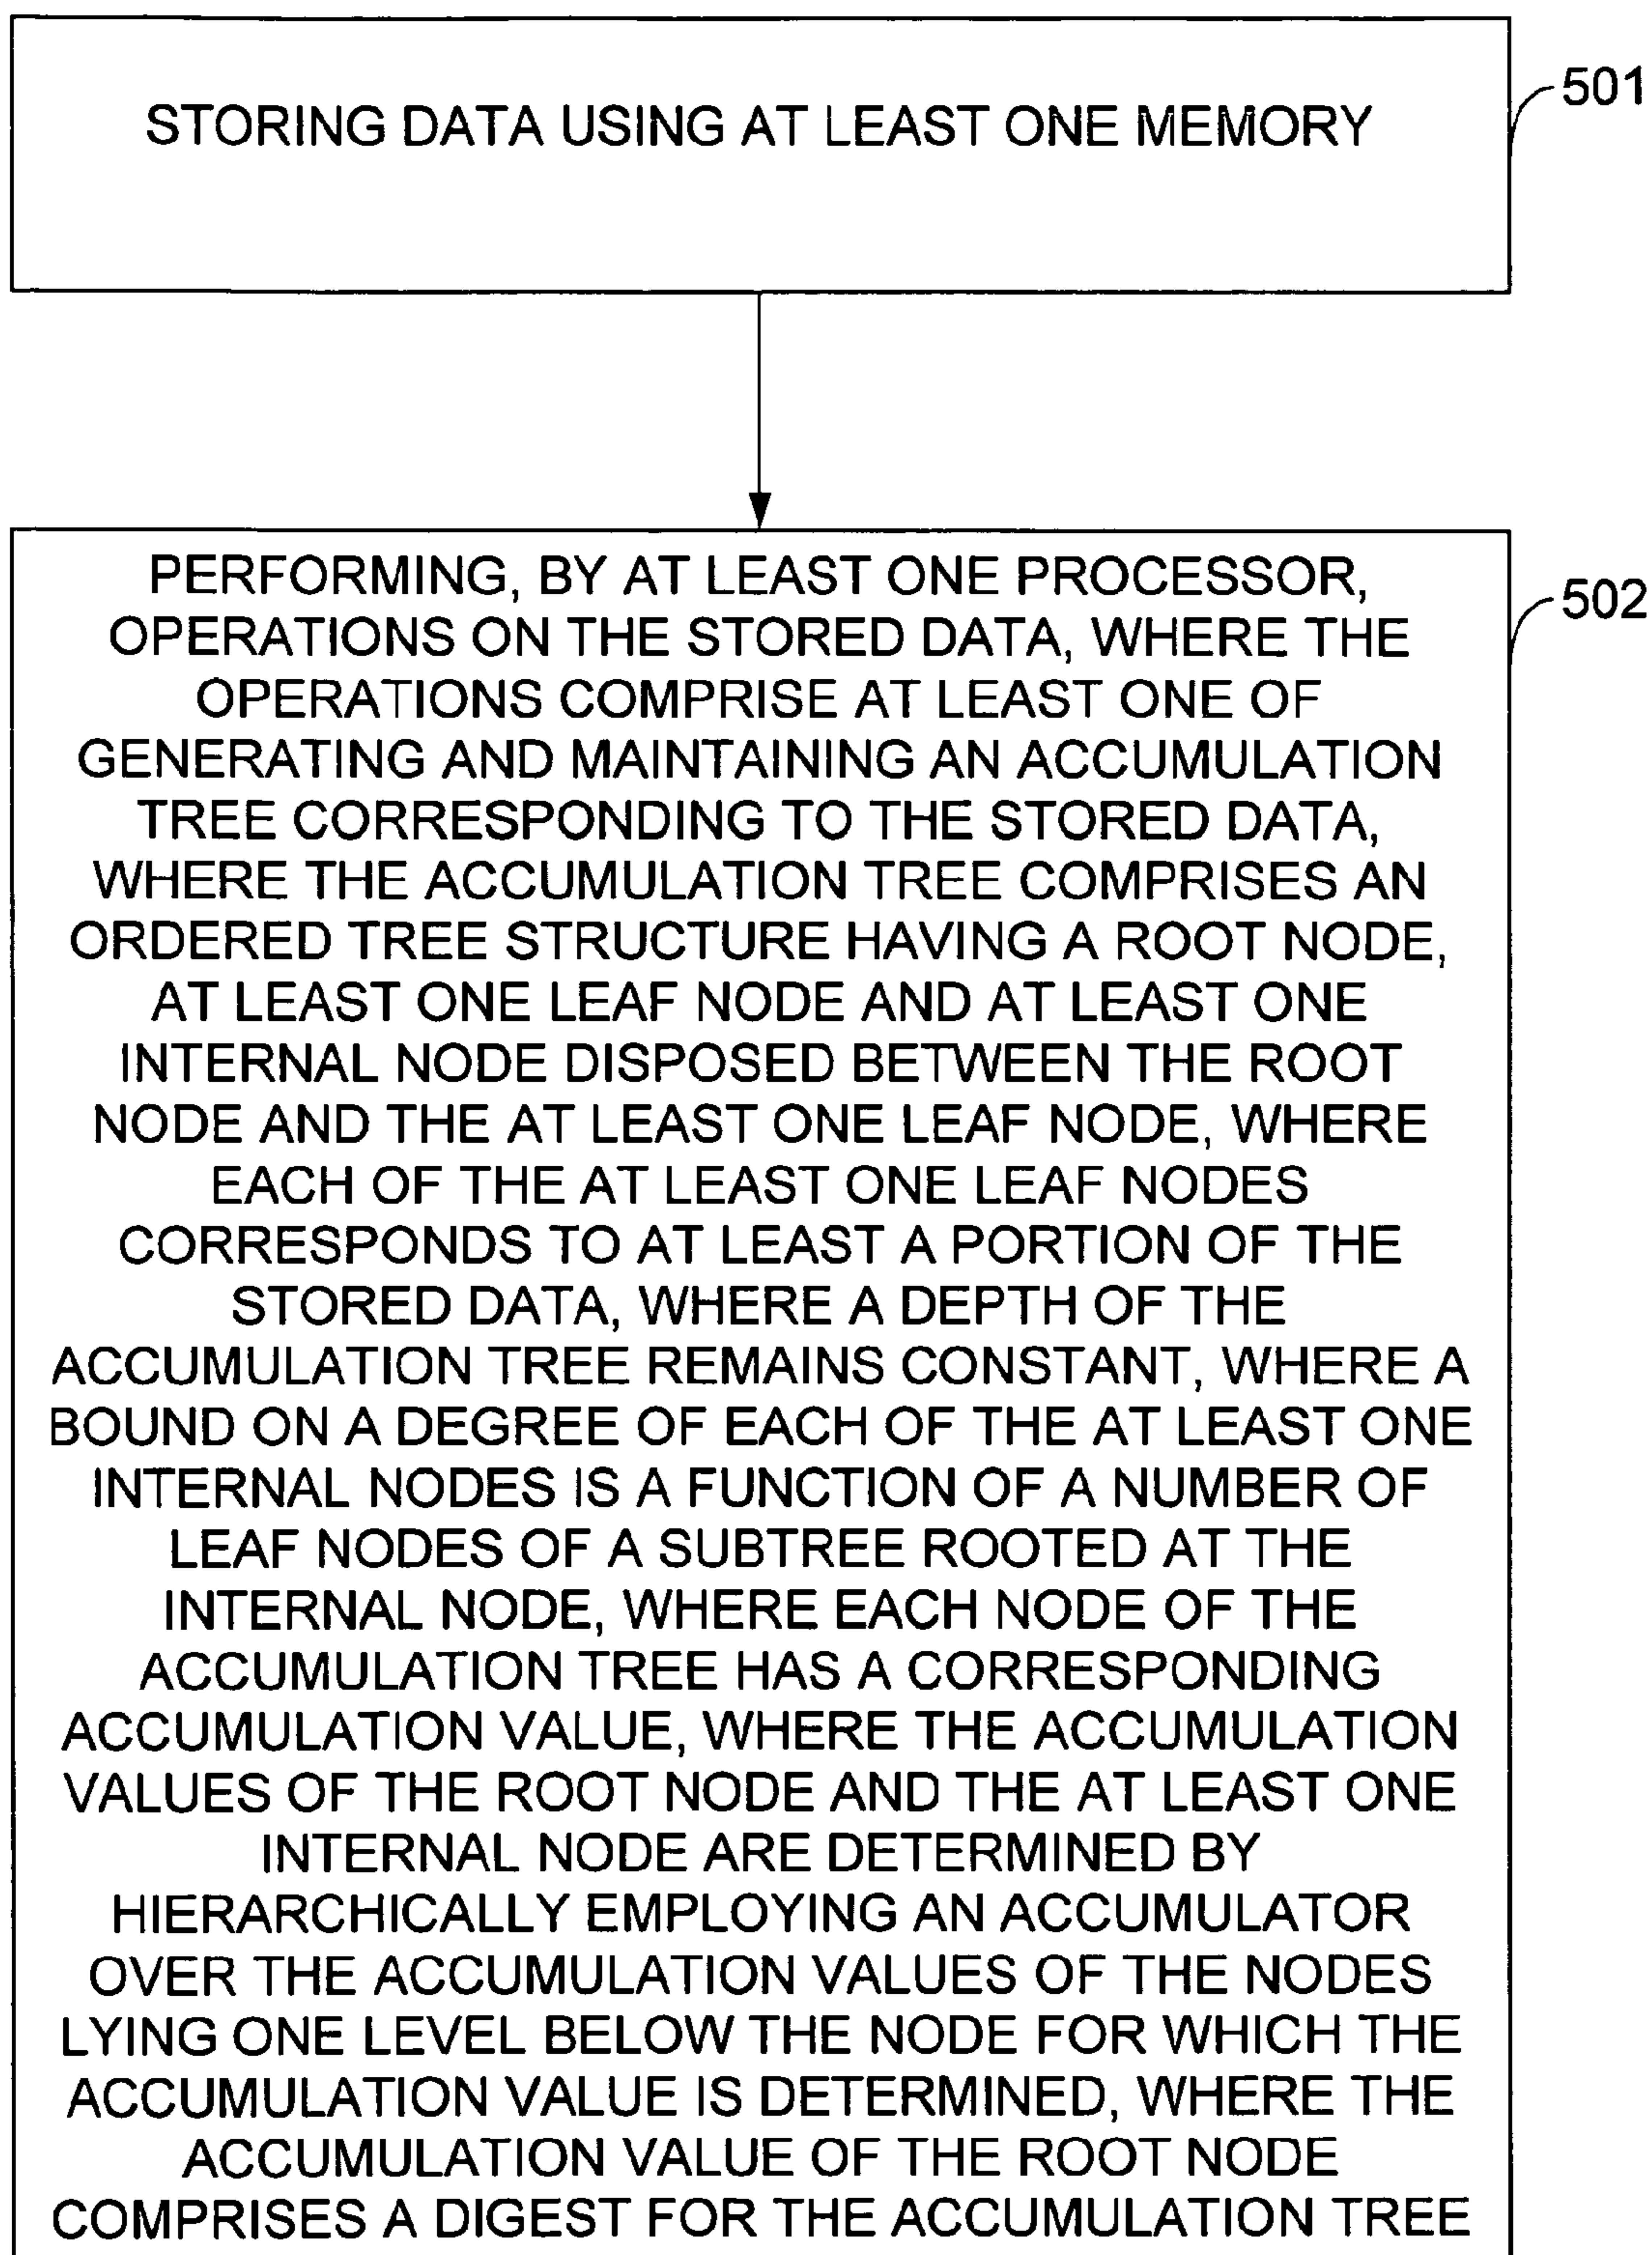 STORING DATA USING AT LEAST ONE MEMORY
501
PERFORMING, BY AT LEAST ONE PROCESSOR,
502
OPERATIONS ON THE STORED DATA, WHERE THE
OPERATIONS COMPRISE AT LEAST ONE OF
GENERATING AND MAINTAINING AN ACCUMULATION
TREE CORRESPONDING TO THE STORED DATA,
WHERE THE ACCUMULATION TREE COMPRISES AN
ORDERED TREE STRUCTURE HAVING A ROOT NODE,
AT LEAST ONE LEAF NODE AND AT LEAST ONE
INTERNAL NODE DISPOSED BETWEEN THE ROOT
NODE AND THE AT LEAST ONE LEAF NODE, WHERE
EACH OF THE AT LEAST ONE LEAF NODES
CORRESPONDS TO AT LEAST A PORTION OF THE
STORED DATA, WHERE A DEPTH OF THE
ACCUMULATION TREE REMAINS CONSTANT, WHERE A
BOUND ON A DEGREE OF EACH OF THE AT LEAST ONE
INTERNAL NODES IS A FUNCTION OF A NUMBER OF
LEAF NODES OF A SUBTREE ROOTED AT THE
INTERNAL NODE, WHERE EACH NODE OF THE
ACCUMULATION TREE HAS A CORRESPONDING
ACCUMULATION VALUE, WHERE THE ACCUMULATION
VALUES OF THE ROOT NODE AND THE AT LEAST ONE
INTERNAL NODE ARE DETERMINED BY
HIERARCHICALLY EMPLOYING AN ACCUMULATOR
OVER THE ACCUMULATION VALUES OF THE NODES
LYING ONE LEVEL BELOW THE NODE FOR WHICH THE
ACCUMULATION VALUE IS DETERMINED, WHERE THE
ACCUMULATION VALUE OF THE ROOT NODE
COMPRISES A DIGEST FOR THE ACCUMULATION TREE